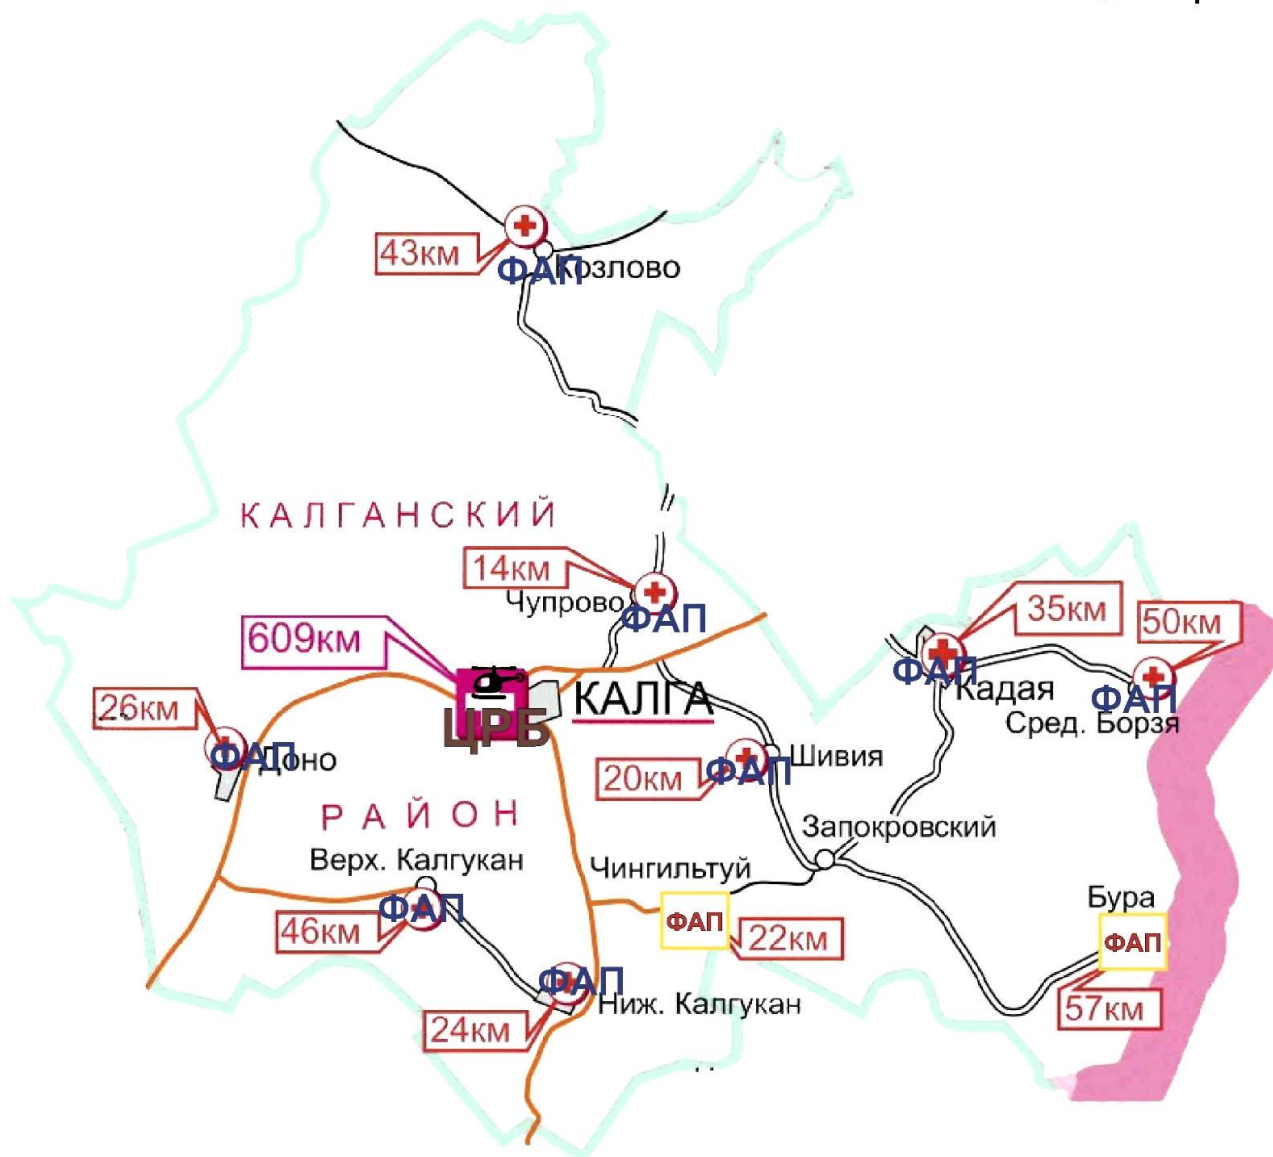 43км
ФАП
Козлово
КАЛГАНСКИЙ
14км
Чупрово
ФАП
609км
35км
50км
ФАП
Кадая
ФАП
Сред. Борзя
26км
ФАП
Доно
КАЛГА
ЦРБ
Шивия
20км
ФАП
РАЙОН
Запокровский
Верх. Калгукан
ФАП
46км
Чингильтуй
ФАП
22км
Бура
ФАП
57км
ФАП
Ниж. Калгукан
24км